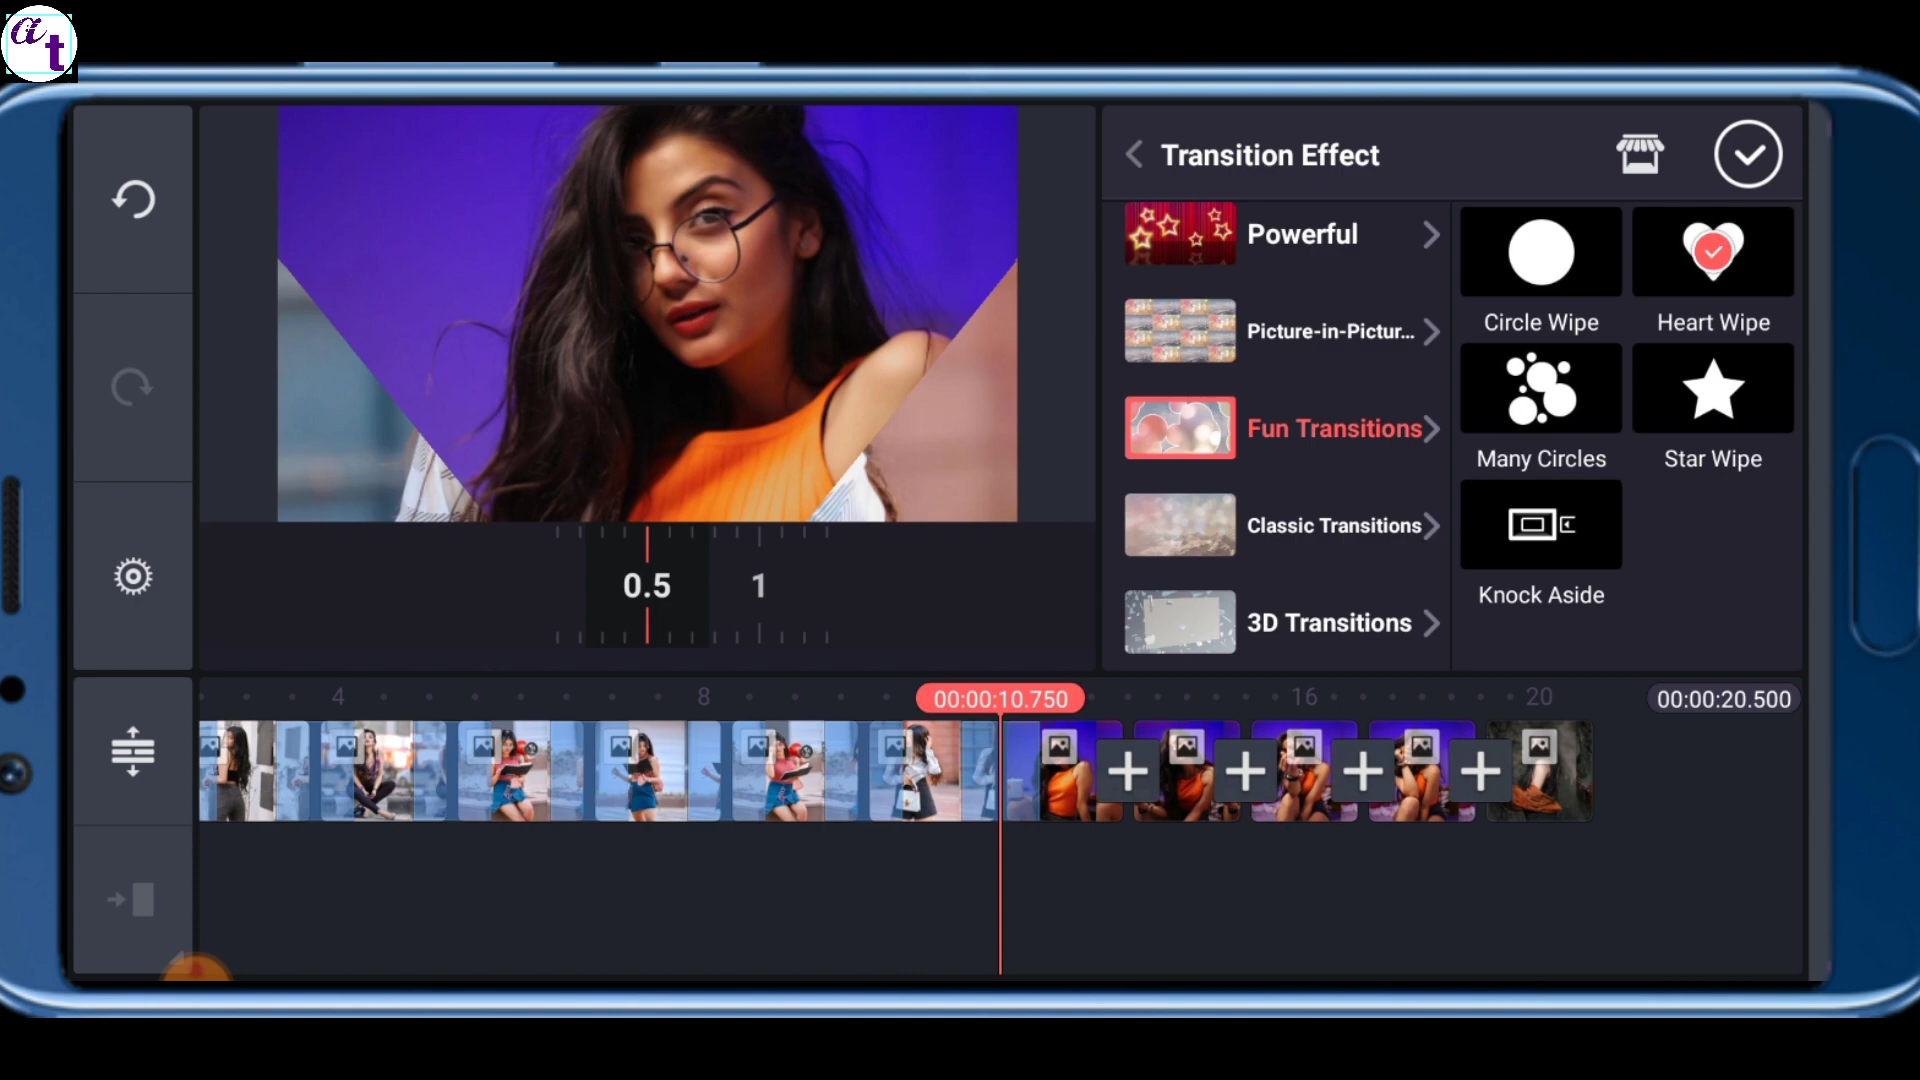 at
Transition Effect
Powerful
Picture-in-Pictur...
Fun Transitions
Classic Transitions
3D Transitions
Circle Wipe
Heart Wipe
Many Circles
Star Wipe
Knock Aside
0.5
1
4
8
00:00:10.750
16
20
00:00:20.500